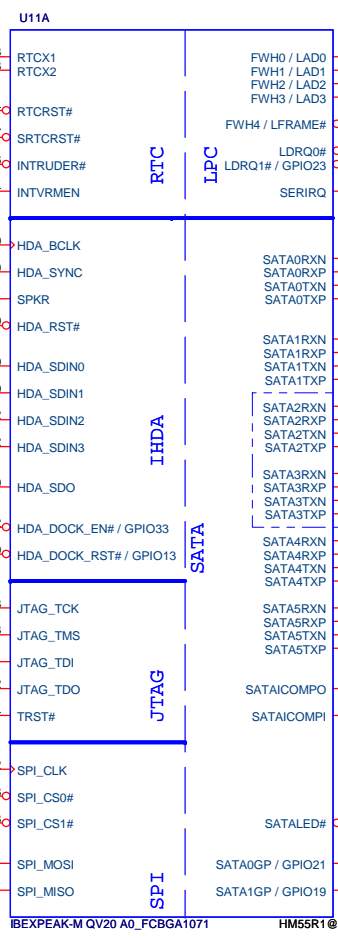 U11A
RTCX1
RTCX2
RTCRST#
SRTCRST#
INTRUDER#
INTVRMEN
RTC
LPC
FWH0 / LAD0
FWH1 / LAD1
FWH2 / LAD2
FWH3 / LAD3
FWH4 / LFRAME#
LDRQ0#
LDRQ1# / GPIO23
SERIRQ
HDA_BCLK
HDA_SYNC
SPKR
HDA_RST#
HDA_SDIN0
HDA_SDIN1
HDA_SDIN2
HDA_SDIN3
HDA_SDO
HDA_DOCK_EN# / GPIO33
HDA_DOCK_RST# / GPIO13
IHDA
SATA
SATA0RXN
SATA0RXP
SATA0TXN
SATA0TXP
SATA1RXN
SATA1RXP
SATA1TXN
SATA1TXP
SATA2RXN
SATA2RXP
SATA2TXN
SATA2TXP
SATA3RXN
SATA3RXP
SATA3TXN
SATA3TXP
SATA4RXN
SATA4RXP
SATA4TXN
SATA4TXP
SATA5RXN
SATA5RXP
SATA5TXN
SATA5TXP
SATAICOMPO
SATAICOMPI
JTAG_TCK
JTAG_TMS
JTAG_TDI
JTAG_TDO
TRST#
JTAG
SPI_CLK
SPI_CS0#
SPI_CS1#
SPI_MOSI
SPI_MISO
SPI
SATALED#
SATA0GP / GPIO21
SATA1GP / GPIO19
IBEXPEAK-M QV20 A0_FCBGA1071
HM55R1@